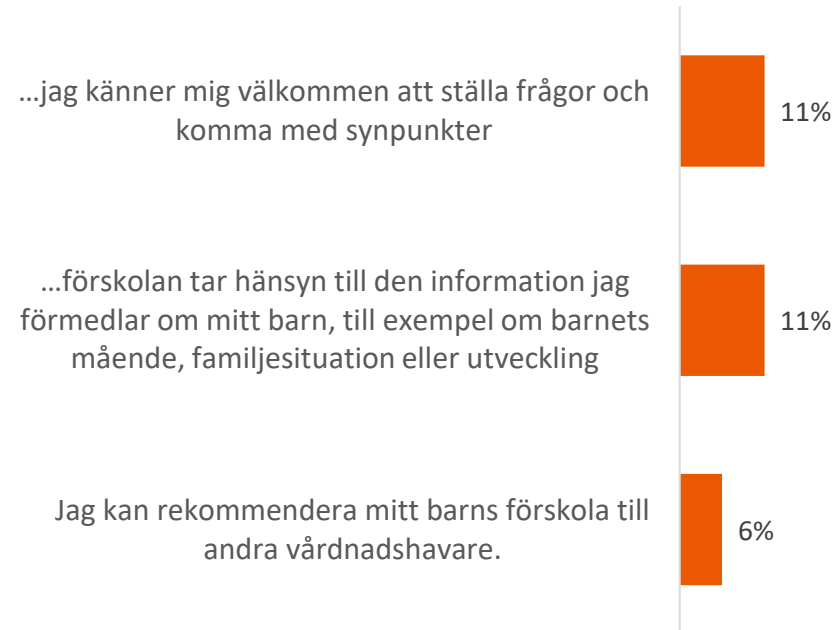 ...jag känner mig välkommen att ställa frågor och
komma med synpunkter
11%
...förskolan tar hänsyn till den information jag
förmedlar om mitt barn, till exempel om barnets
mående, familjesituation eller utveckling
11%
Jag kan rekommendera mitt barns förskola till
andra vårdnadshavare.
6%